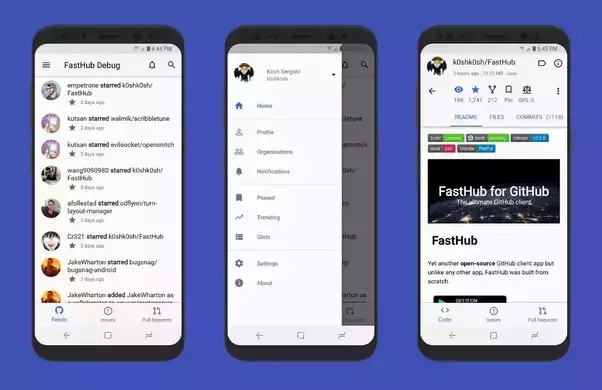 6:44 PM
FastHub Debug
empetrone starred k0shk0sh/
FastHub
2 days ago
kutsan starred walmik/scribbletune
2 days ago
kutsan starred evilsocket/opensnitch
2 days ago
wang9090980 starred k0shk0sh/
FastHub
2 days ago
afollestad starred cdflynn/turn-
layout-manager
2 days ago
Cr321 starred k0shk0sh/FastHub
2 days ago
JakeWharton starred bugsnag/
bugsnag-android
2 days ago
JakeWharton added JakeWharton as
Feeds
Issues
Pull Requests
6:44 PM
Kosh Sergani
k0shk0sh
Home
Profile
Organizations
Notifications
Pinned
Trending
Gists
Settings
About
6:45 PM
k0shk0sh/FastHub
2 hours ago
Java
186
1,741
212
Pin
GPL-3
README
FILES
COMMITS (1118)
build passing
build passing
release
slack join
Donate PayPal
FastHub for GitHub
The ultimate GitHub client.
FastHub
Yet another open-source GitHub client app but
unlike any other app, FastHub was built from
scratch.
GET IT ON
Code
Issues
Pull Requests